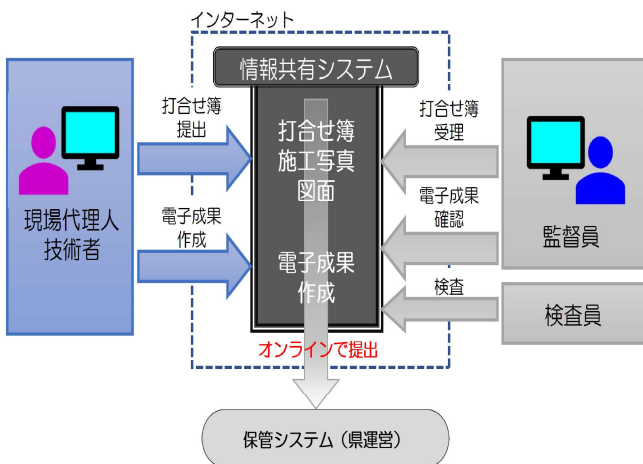 インターネット
情報共有システム
打合せ簿
提出
打合せ簿
施工写真
図面
打合せ簿
受理
現場代理人
技術者
電子成果
作成
電子成果
作成
電子成果
確認
監督員
検査
検査員
オンラインで提出
保管システム（県運営）